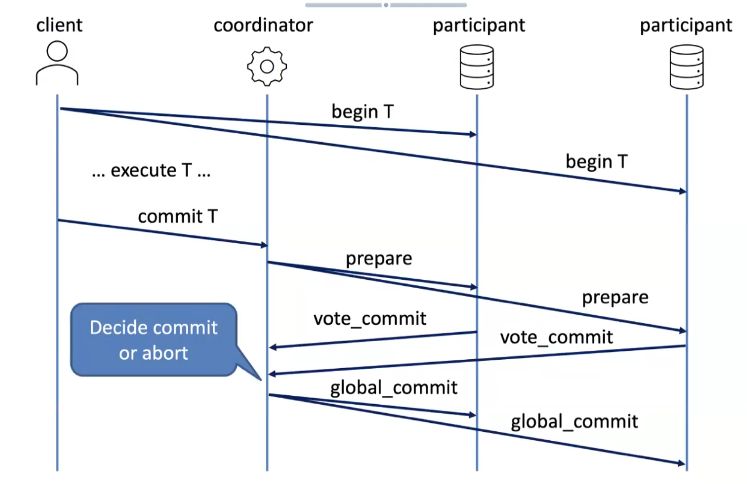 client
coordinator
participant
participant
begin T
begin T
... execute T ...
commit T
prepare
prepare
vote_commit
Decide commit
or abort
vote_commit
global_commit
global_commit